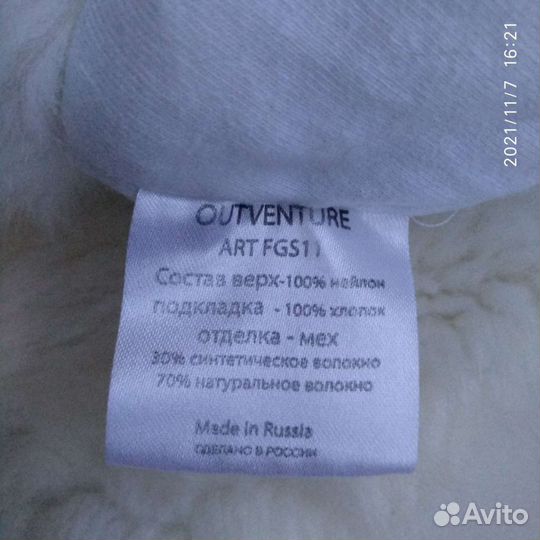 2021/11/7 16:21
OUTVENTURE
ART FGS11
Состав верх-100% нейлон
подкладка - 100% хлопок
отделка - мех
30% синтетическое волокно
70% натуральное волокно
Made in Russia
СДЕЛАНО В РОССИИ
Avito